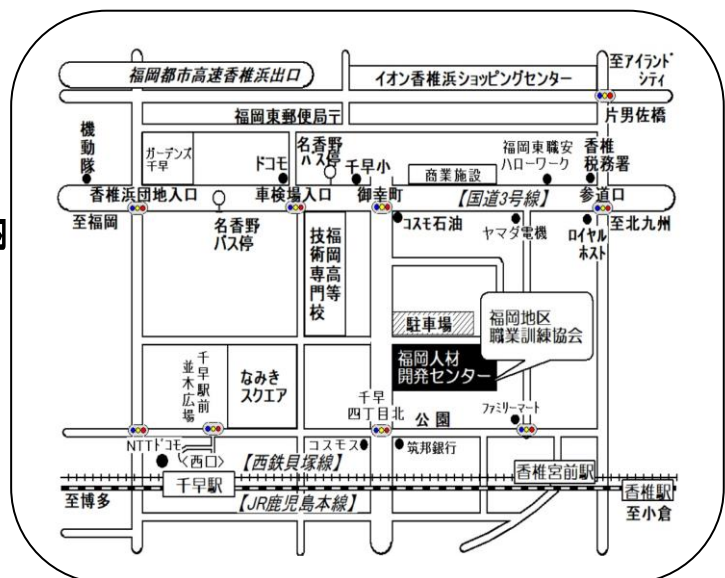 福岡都市高速香椎浜出口
イオン香椎浜ショッピングセンター
至アイランド
シティ
片男佐橋
福岡東郵便局〒
機動隊
ガーデンズ
千早
ドコモ
名香野
バス停
千早小
商業施設
福岡東職安
ハローワーク
香椎
税務署
香椎浜団地入口
車検場入口
御幸町
【国道3号線】
参道口
至福岡
名香野
バス停
福岡高等
技術専門校
コスモ石油
ヤマダ電機
ロイヤル
ホスト
至北九州
駐車場
福岡地区
職業訓練協会
福岡人材
開発センター
千早駅前
並木広場
なみき
スクエア
千早
四丁目北
公園
ファミリーマート
NTTドコモ
〈西口〉
【西鉄貝塚線】
コスモス
筑邦銀行
香椎宮前駅
千早駅
香椎駅
至博多
【JR鹿児島本線】
至小倉